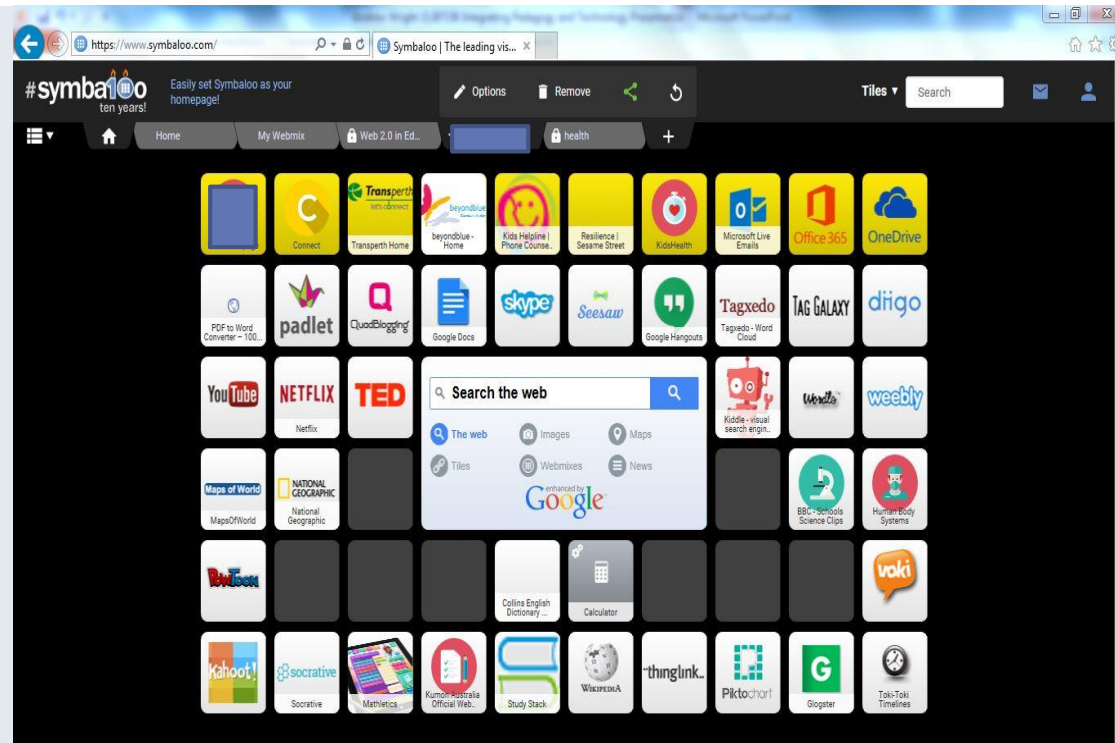 https://www.symbaloo.com/
Symbaloo | The leading vis...
#symbaloo
ten years!
Easily set Symbaloo as your
homepage!
Options
Remove
Tiles
Search
Home
My Webmix
Web 2.0 in Ed..
health
+
C
Connect
Transperth
let's connect
Transperth Home
beyondblue
beyondblue -
Home
Kids Helpline |
Phone Counse..
Resilience |
Sesame Street
KidsHealth
Microsoft Live
Emails
Office 365
OneDrive
PDF to Word
Converter – 100...
padlet
QuadBlogging
Google Docs
skype
Seesaw
Google Hangouts
Tagxedo
Tagxedo - Word
Cloud
TAG GALAXY
diigo
YouTube
NETFLIX
Netflix
TED
Search the web
The web
Images
Maps
Tiles
Webmixes
News
enhanced by
Google
Kiddle - visual
search engin..
Wordle
weebly
Maps of World
MapsOfWorld
NATIONAL
GEOGRAPHIC
National
Geographic
BBC - Schools
Science Clips
Human Body
Systems
PowToon
Collins English
Dictionary ...
Calculator
voki
Kahoot!
socrative
Socrative
Mathletics
Kumon Australia
Official Web..
Study Stack
WIKIPEDIA
thinglink..
Piktochart
G
Glogster
Toki-Toki
Timelines